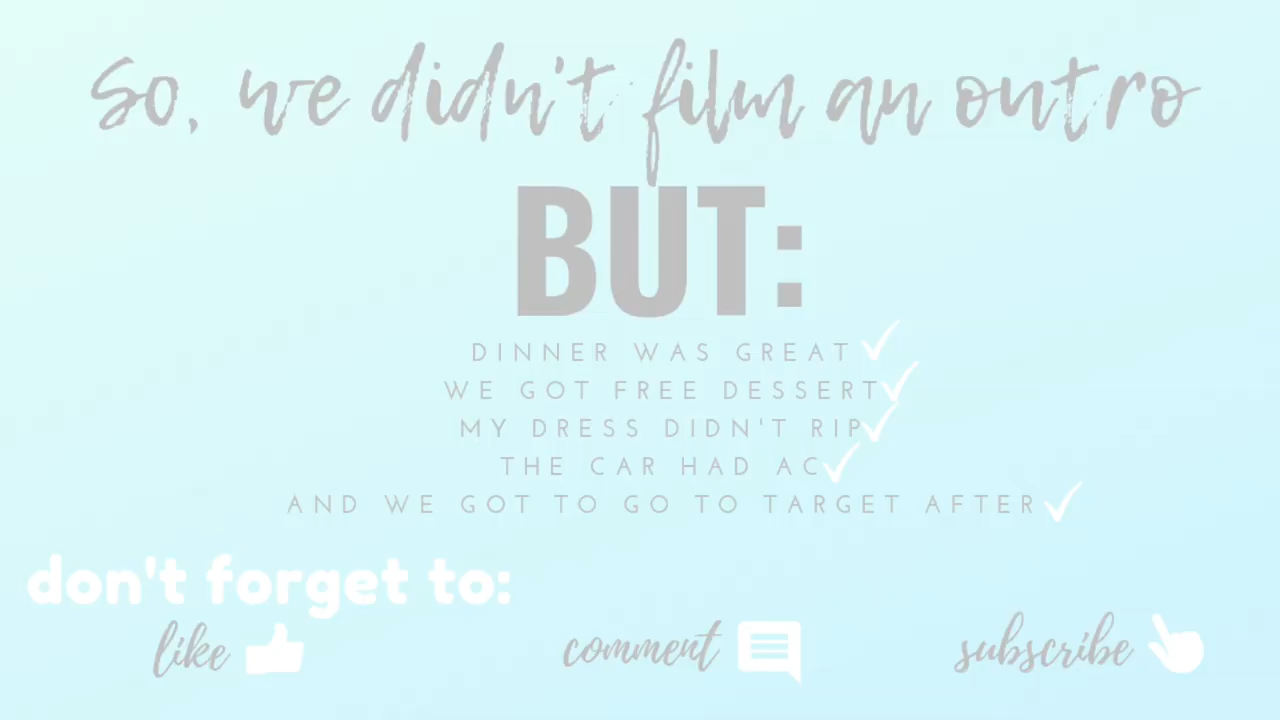 So, we didn't film an outro
BUT:
DINNER WAS GREAT
WE GOT FREE DESSERT
MY DRESS DIDN'T RIP
THE CAR HAD AC
AND WE GOT TO GO TO TARGET AFTER
don't forget to:
like comment subscribe